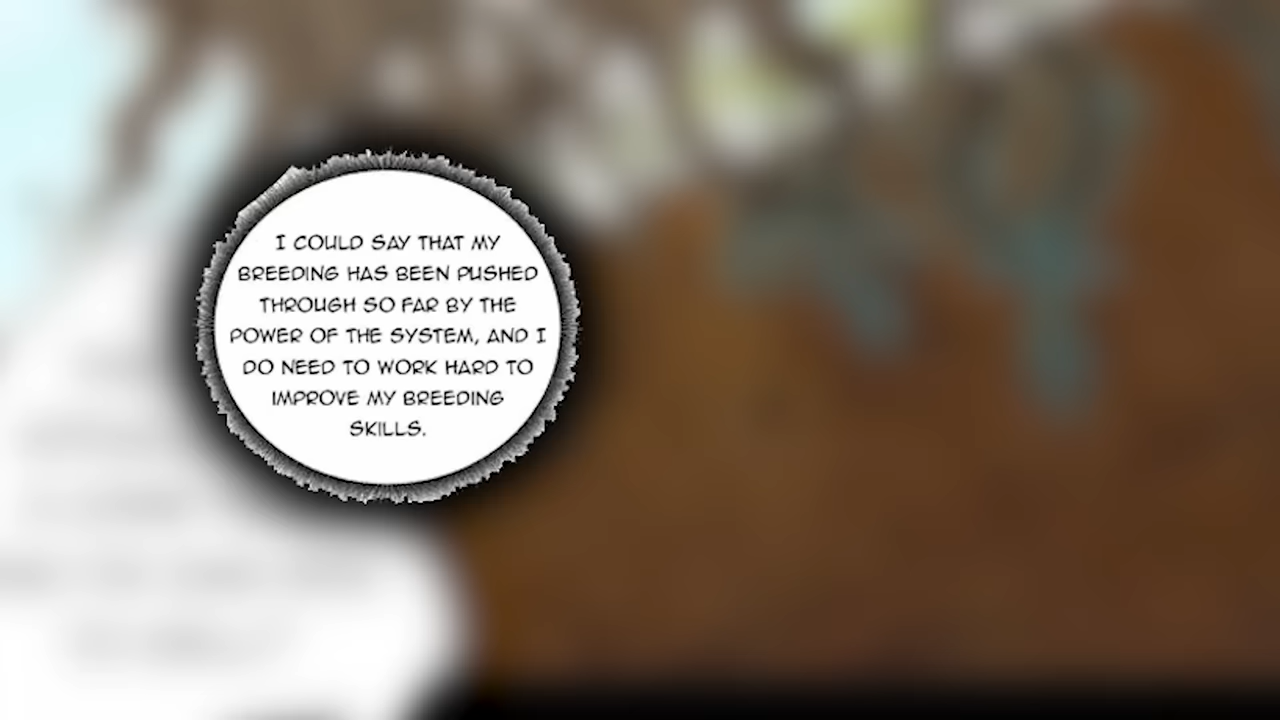 I COULD SAY THAT MY
BREEDING HAS BEEN PUSHED
THROUGH SO FAR BY THE
POWER OF THE SYSTEM, AND I
DO NEED TO WORK HARD TO
IMPROVE MY BREEDING
SKILLS.